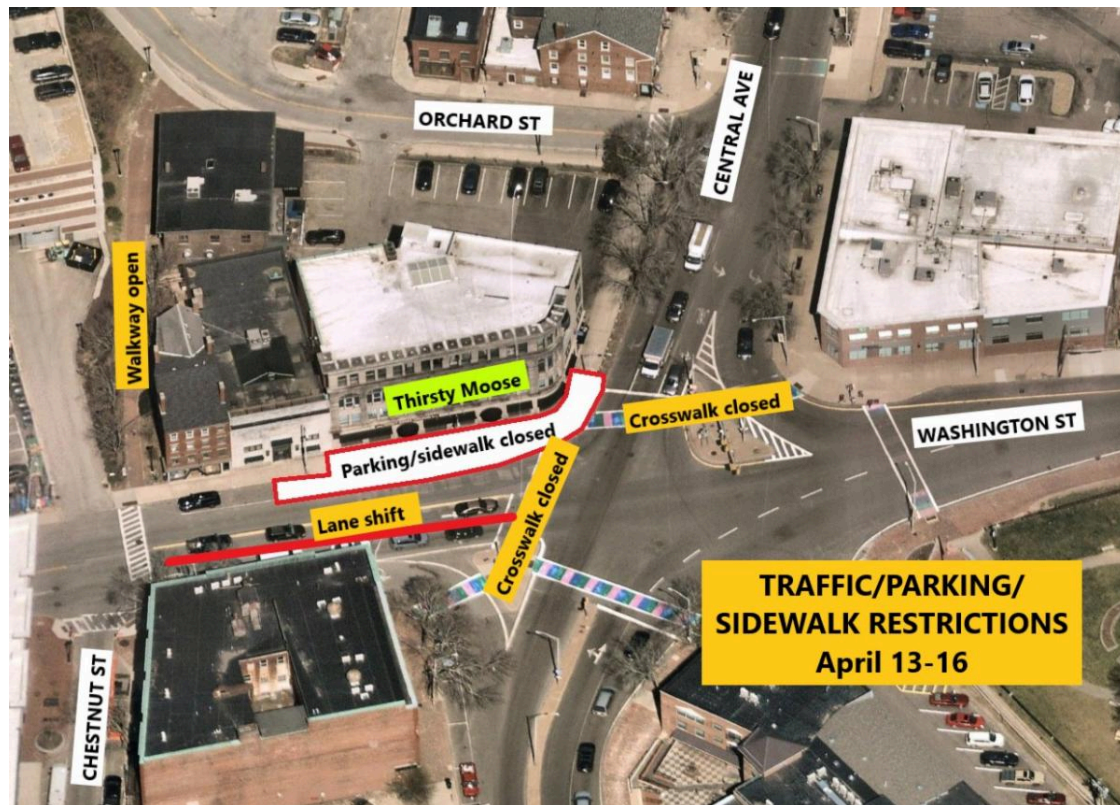 ORCHARD ST
CENTRAL AVE
Walkway open
Thirsty Moose
Parking/sidewalk closed
Crosswalk closed
WASHINGTON ST
Lane shift
Crosswalk closed
TRAFFIC/PARKING/
SIDEWALK RESTRICTIONS
April 13-16
CHESTNUT ST